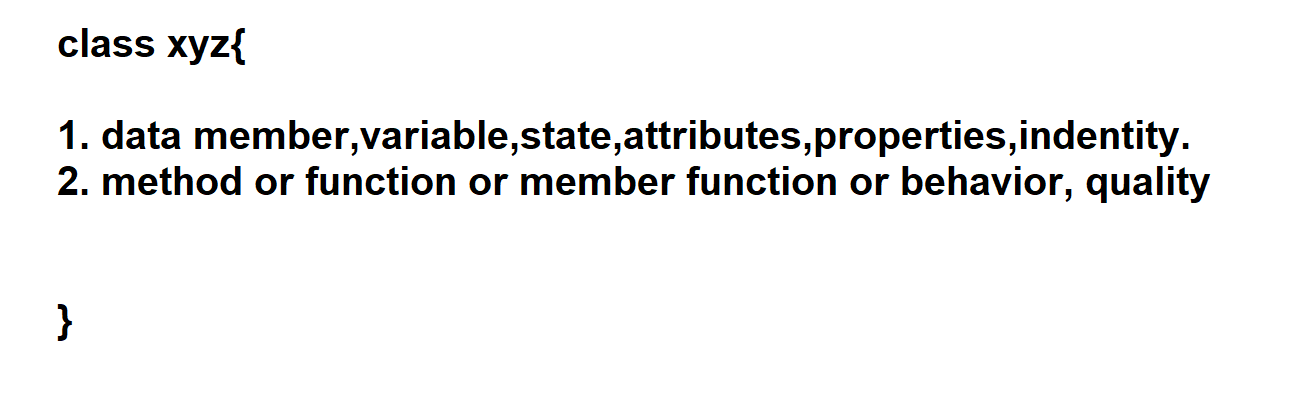 class xyz{
1. data member,variable,state,attributes,properties,indentity.
2. method or function or member function or behavior, quality
}